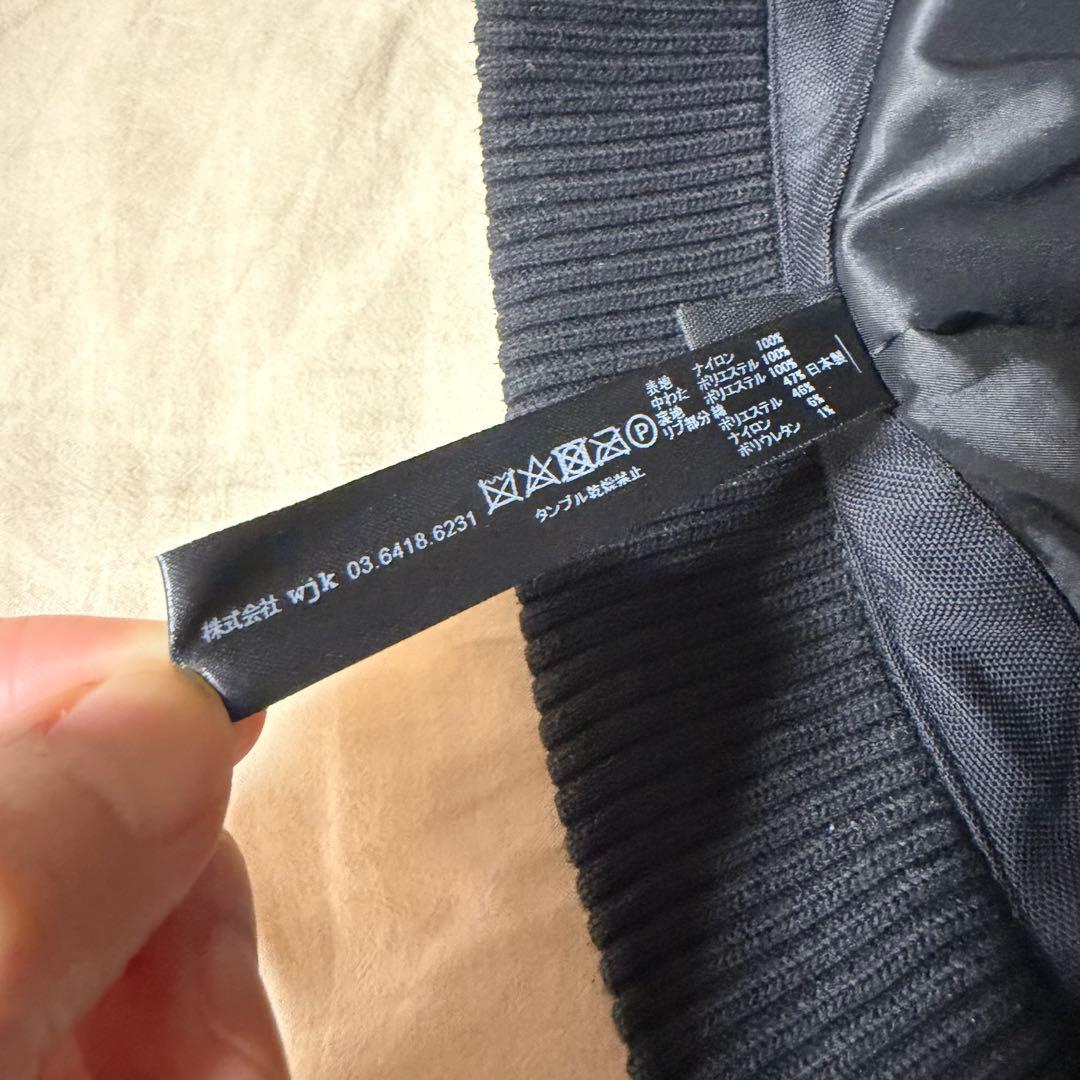 表地 ナイロン 100%
中わた ポリエステル 100%
裏地 ポリエステル 100%
リブ部分 綿 47% 日本製
ポリエステル 46%
ナイロン 6%
ポリウレタン 1%
P
タンブル乾燥禁止
株式会社 wjk 03.6418.6231